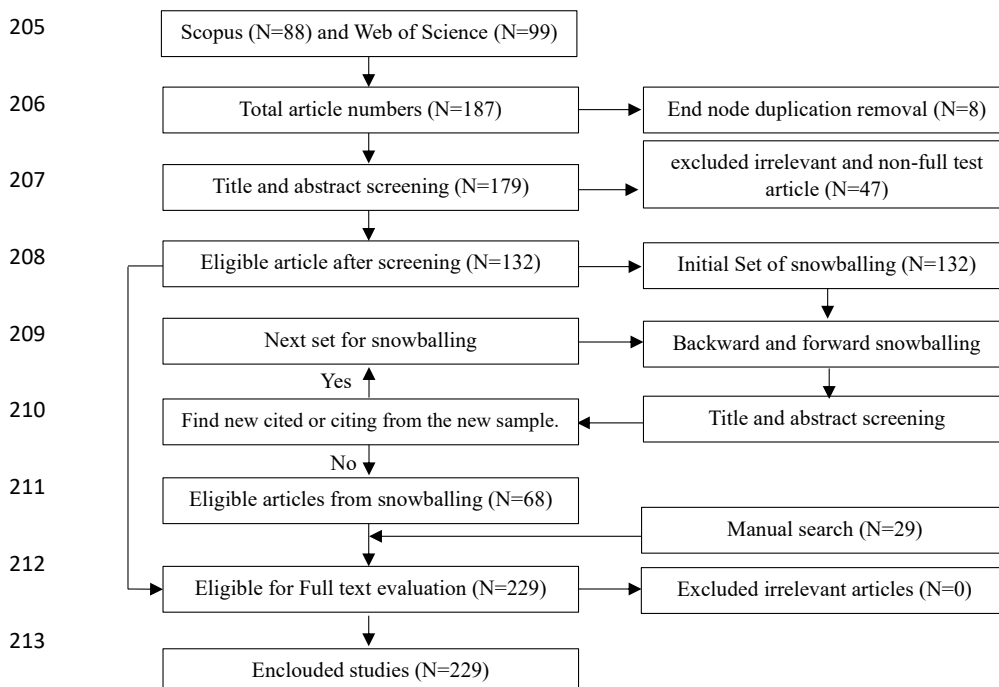 205
Scopus (N=88) and Web of Science (N=99)
206
Total article numbers (N=187)
End node duplication removal (N=8)
207
Title and abstract screening (N=179)
excluded irrelevant and non-full test
article (N=47)
208
Eligible article after screening (N=132)
Initial Set of snowballing (N=132)
209
Next set for snowballing
Backward and forward snowballing
Yes
210
Find new cited or citing from the new sample.
Title and abstract screening
No
211
Eligible articles from snowballing (N=68)
Manual search (N=29)
212
Eligible for Full text evaluation (N=229)
Excluded irrelevant articles (N=0)
213
Enclouded studies (N=229)